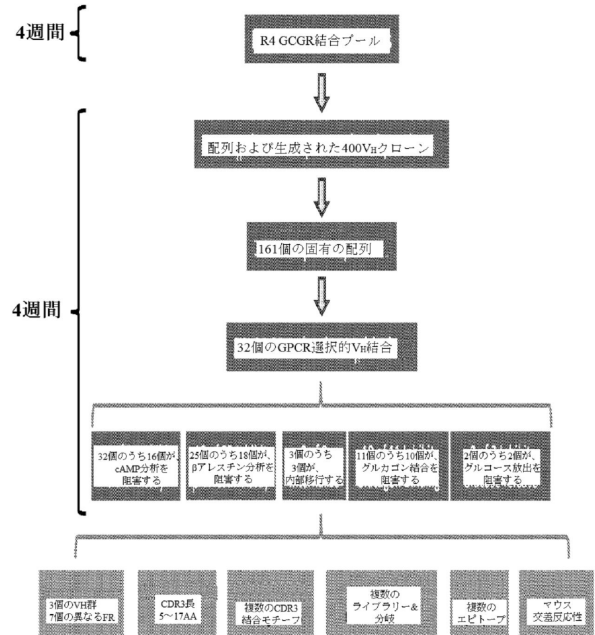 4週間
R4 GCGR結合プール
配列および生成された400VHクローン
161個の固有の配列
4週間
32個のGPCR選択的VH結合
32個のうち16個が、
cAMP分析を
阻害する
25個のうち18個が、
βアレスチン分析を
阻害する
3個のうち
3個が、
内部移行する
11個のうち10個が、
グルカゴン結合を
阻害する
2個のうち2個が、
グルコース放出を
阻害する
3個のVH群
7個の異なるFR
CDR3長
5～17AA
複数のCDR3
結合モチーフ
複数の
ライブラリー&
分岐
複数の
エピトープ
マウス
交差反応性